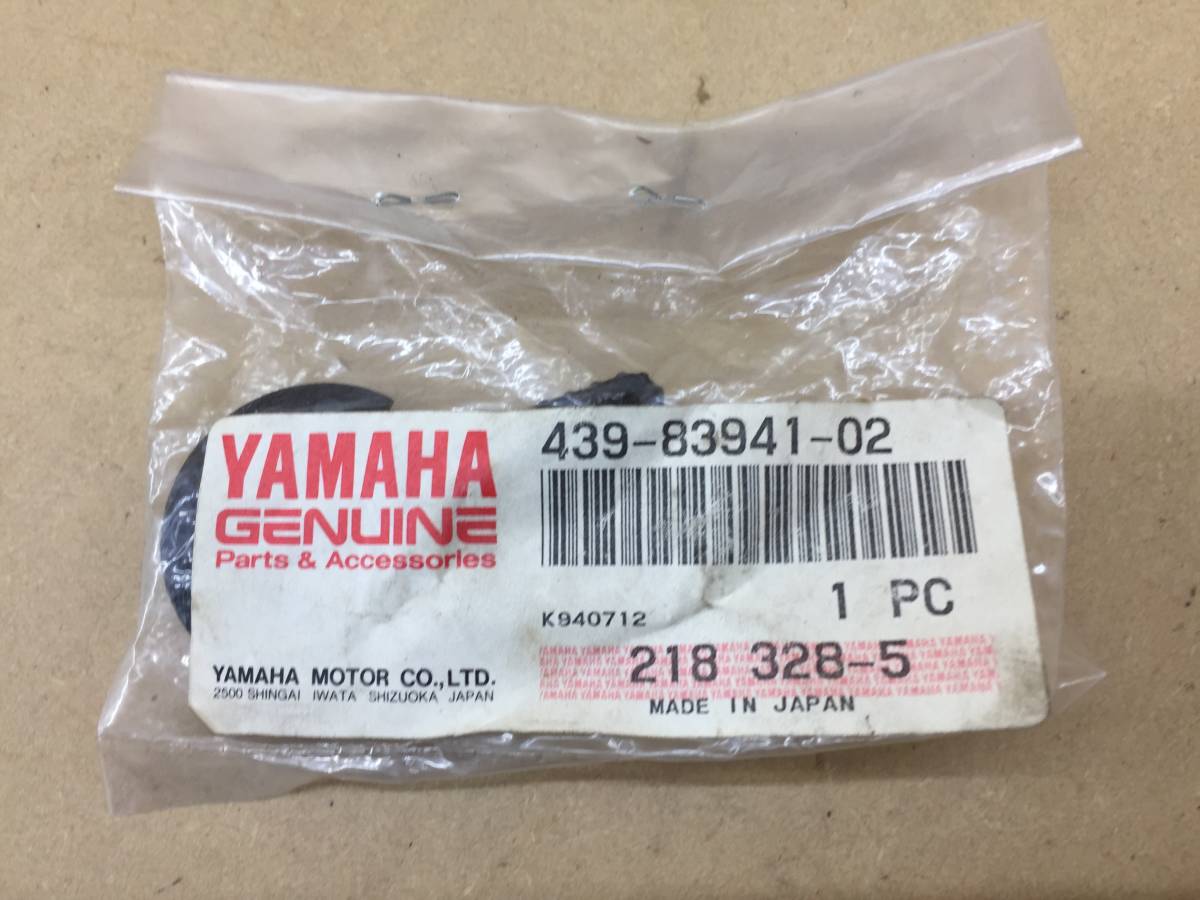 YAMAHA
GENUINE
Parts & Accessories
YAMAHA MOTOR CO.,LTD.
2500 SHINGAI IWATA SHIZUOKA JAPAN
439-83941-02
1 PC
K940712
218 328-5
MADE IN JAPAN